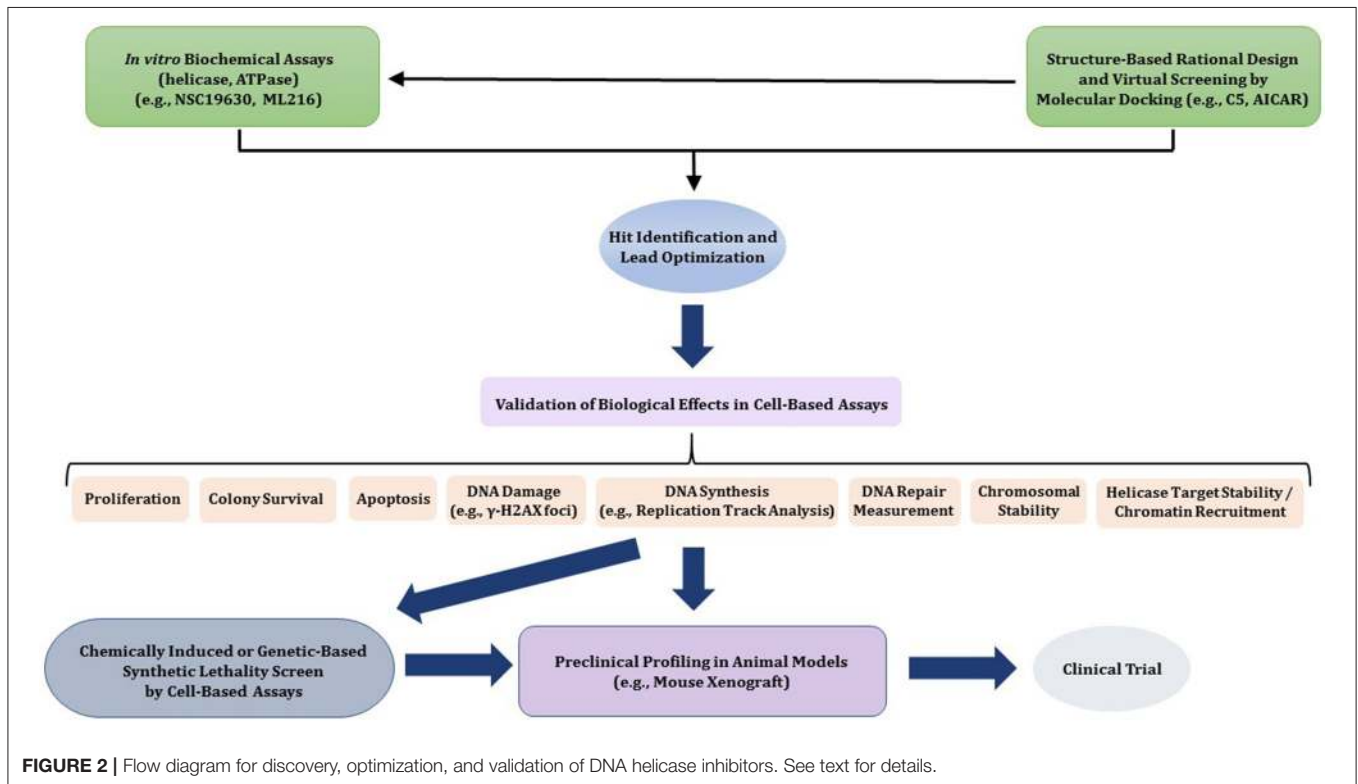 In vitro Biochemical Assays
(helicase, ATPase)
(e.g., NSC19630, ML216)
Structure-Based Rational Design
and Virtual Screening by
Molecular Docking (e.g., C5, AICAR)
Hit Identification and
Lead Optimization
Validation of Biological Effects in Cell-Based Assays
Proliferation
Colony Survival
Apoptosis
DNA Damage
(e.g., γ-H2AX foci)
DNA Synthesis
(e.g., Replication Track Analysis)
DNA Repair
Measurement
Chromosomal
Stability
Helicase Target Stability /
Chromatin Recruitment
Chemically Induced or Genetic-Based
Synthetic Lethality Screen
by Cell-Based Assays
Preclinical Profiling in Animal Models
(e.g., Mouse Xenograft)
Clinical Trial
FIGURE 2 | Flow diagram for discovery, optimization, and validation of DNA helicase inhibitors. See text for details.